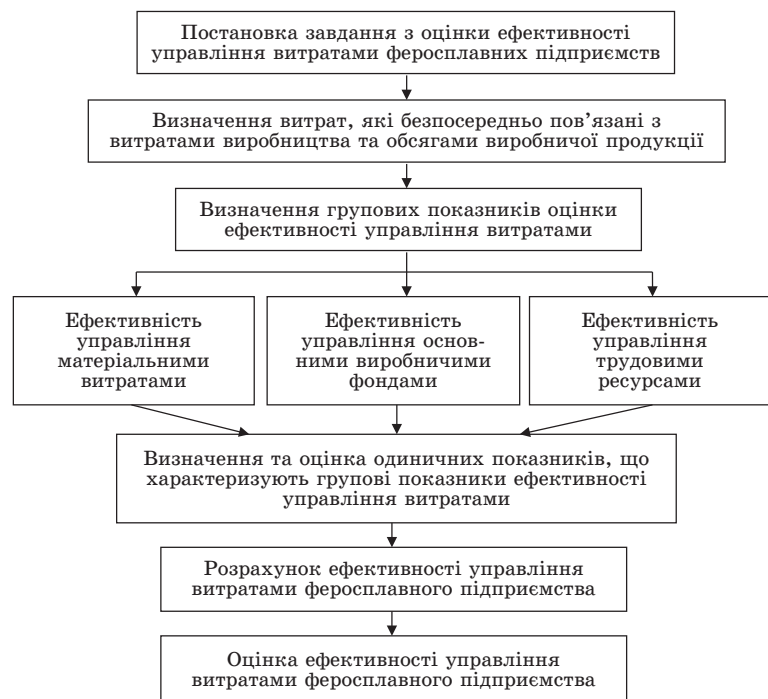 Постановка завдання з оцінки ефективності
управління витратами феросплавних підприємств
Визначення витрат, які безпосередньо пов’язані з
витратами виробництва та обсягами виробничої продукції
Визначення групових показників оцінки
ефективності управління витратами
Ефективність
управління
матеріальними
витратами
Ефективність
управління основ-
ними виробничими
фондами
Ефективність
управління
трудовими
ресурсами
Визначення та оцінка одиничних показників, що
характеризують групові показники ефективності
управління витратами
Розрахунок ефективності управління
витратами феросплавного підприємства
Оцінка ефективності управління
витратами феросплавного підприємства